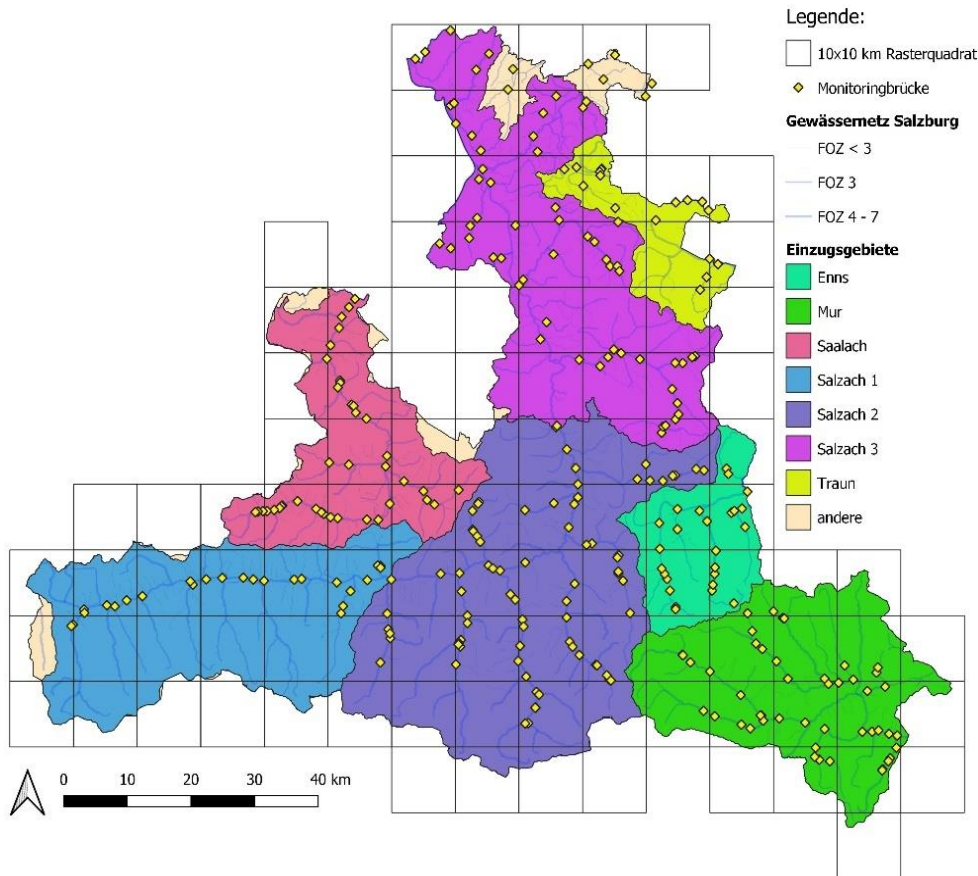 Legende:
10x10 km Rasterquadrat
Monitoringbrücke
Gewässernetz Salzburg
FOZ < 3
FOZ 3
FOZ 4 - 7
Einzugsgebiete
Enns
Mur
Saalach
Salzach 1
Salzach 2
Salzach 3
Traun
andere
0 10 20 30 40 km